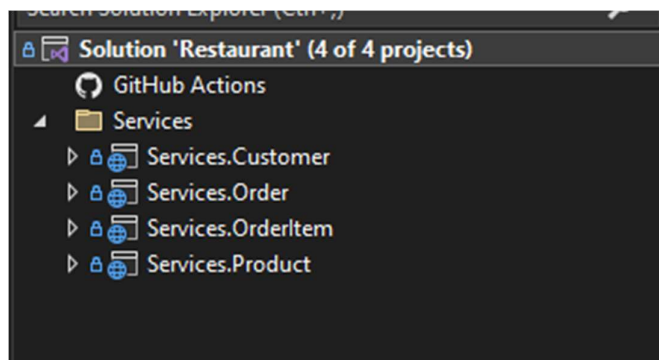 Search Solution Explorer (Ctrl+;)
Solution 'Restaurant' (4 of 4 projects)
GitHub Actions
Services
Services.Customer
Services.Order
Services.OrderItem
Services.Product